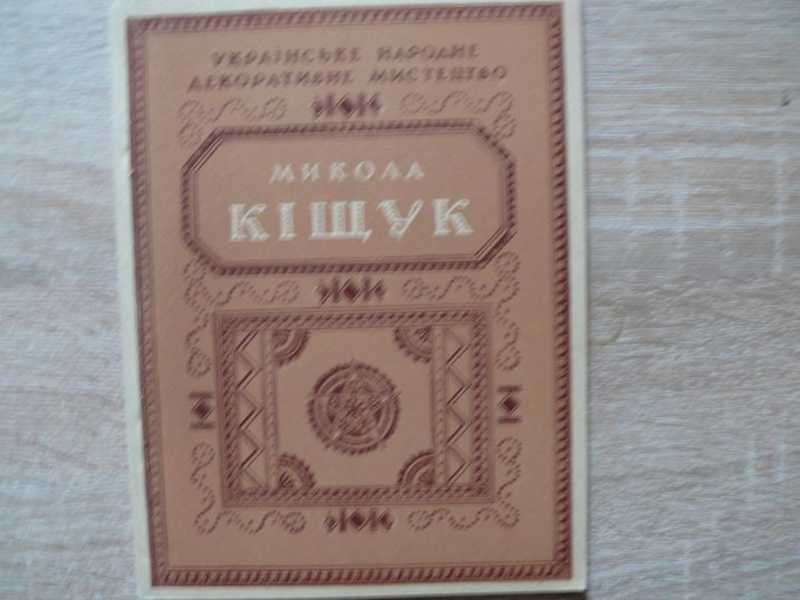 УКРАЇНСЬКЕ НАРОДНЕ
ДЕКОРАТИВНЕ МИСТЕЦТВО
МИКОЛА
КІЩУК